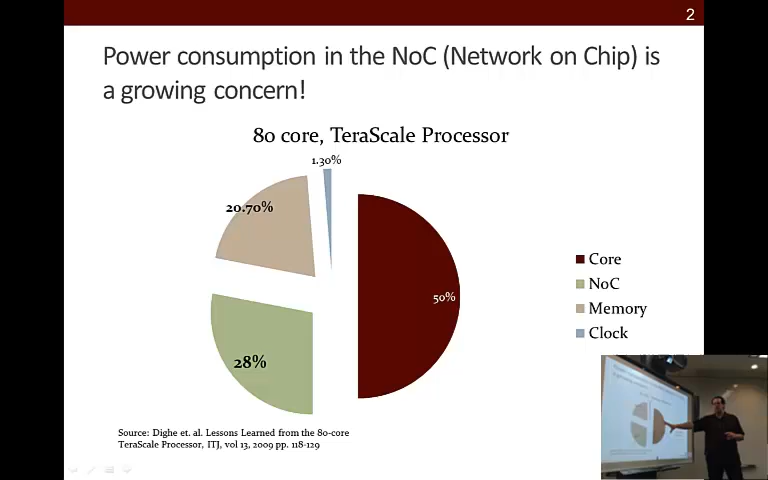 2
Power consumption in the NoC (Network on Chip) is
a growing concern!
80 core, TeraScale Processor
1.30%
20.70%
50%
28%
Core
NoC
Memory
Clock
Source: Dighe et. al. Lessons Learned from the 80-core
TeraScale Processor, ITJ, vol 13, 2009 pp. 118-129